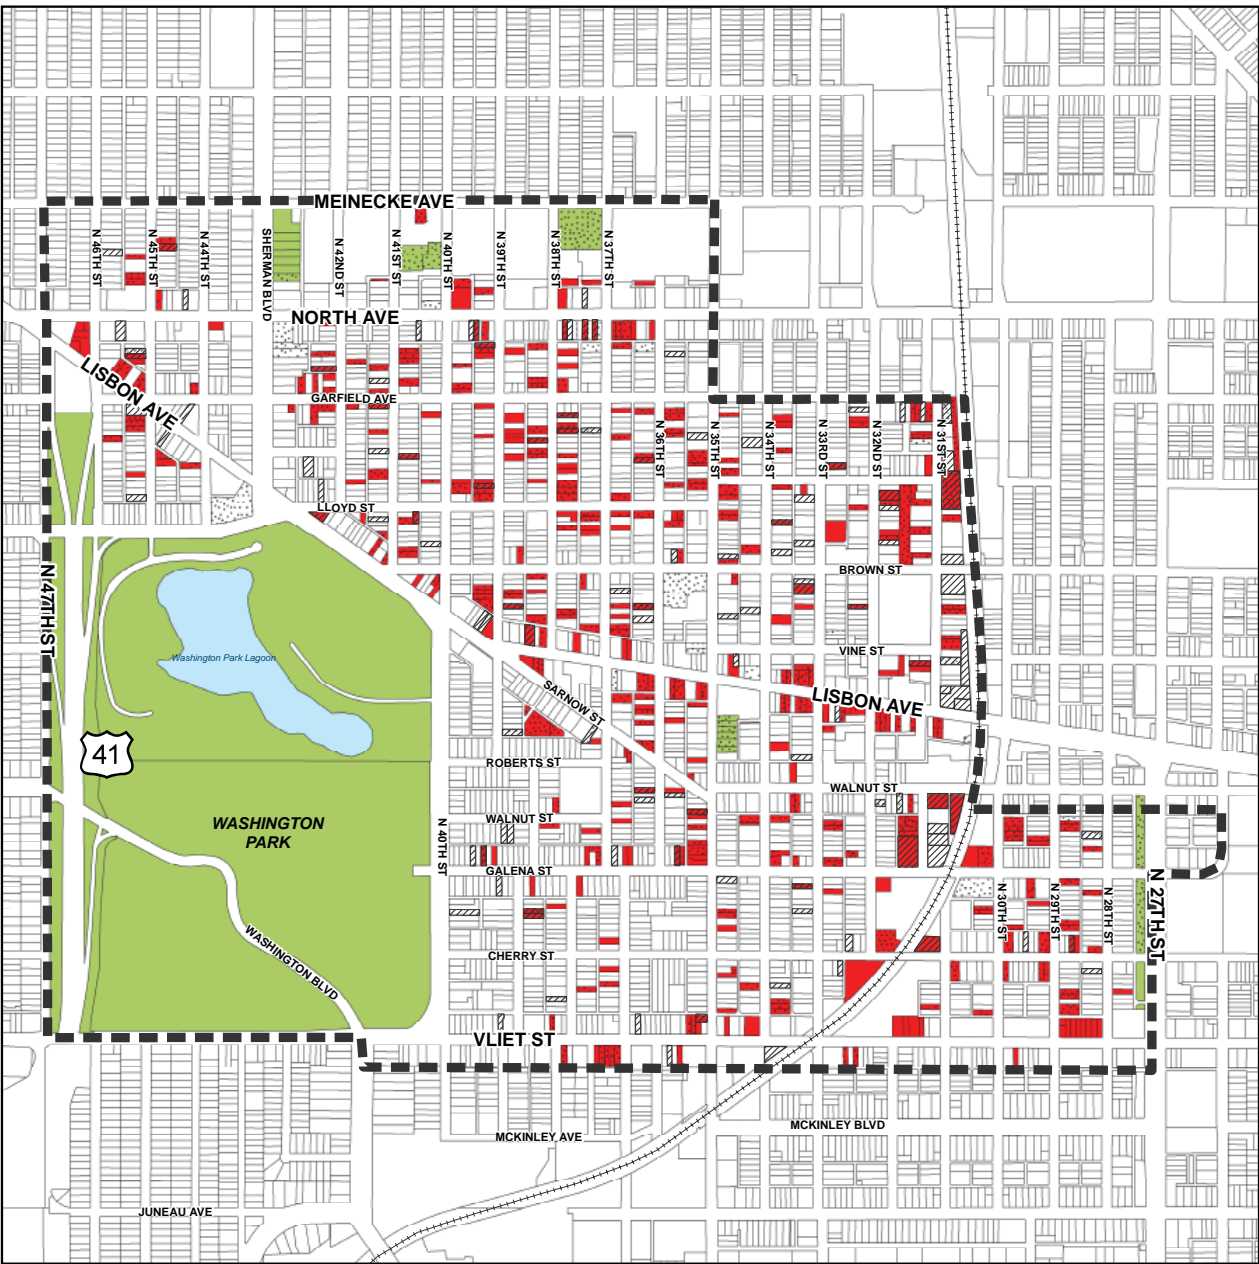 MEINECKE AVE
N 46TH ST
N 45TH ST
N 44TH ST
SHERMAN BLVD
N 42ND ST
N 41ST ST
N 40TH ST
N 39TH ST
N 38TH ST
N 37TH ST
NORTH AVE
LISBON AVE
GARFIELD AVE
N 36TH ST
N 35TH ST
N 34TH ST
N 33RD ST
N 32ND ST
N 31ST ST
LLOYD ST
BROWN ST
N 47TH ST
Washington Park Lagoon
VINE ST
SARNOW ST
LISBON AVE
41
ROBERTS ST
WALNUT ST
WASHINGTON
PARK
WALNUT ST
N 40TH ST
GALENA ST
N 30TH ST
N 29TH ST
N 28TH ST
N 27TH ST
WASHINGTON BLVD
CHERRY ST
VLIET ST
MCKINLEY AVE
MCKINLEY BLVD
JUNEAU AVE